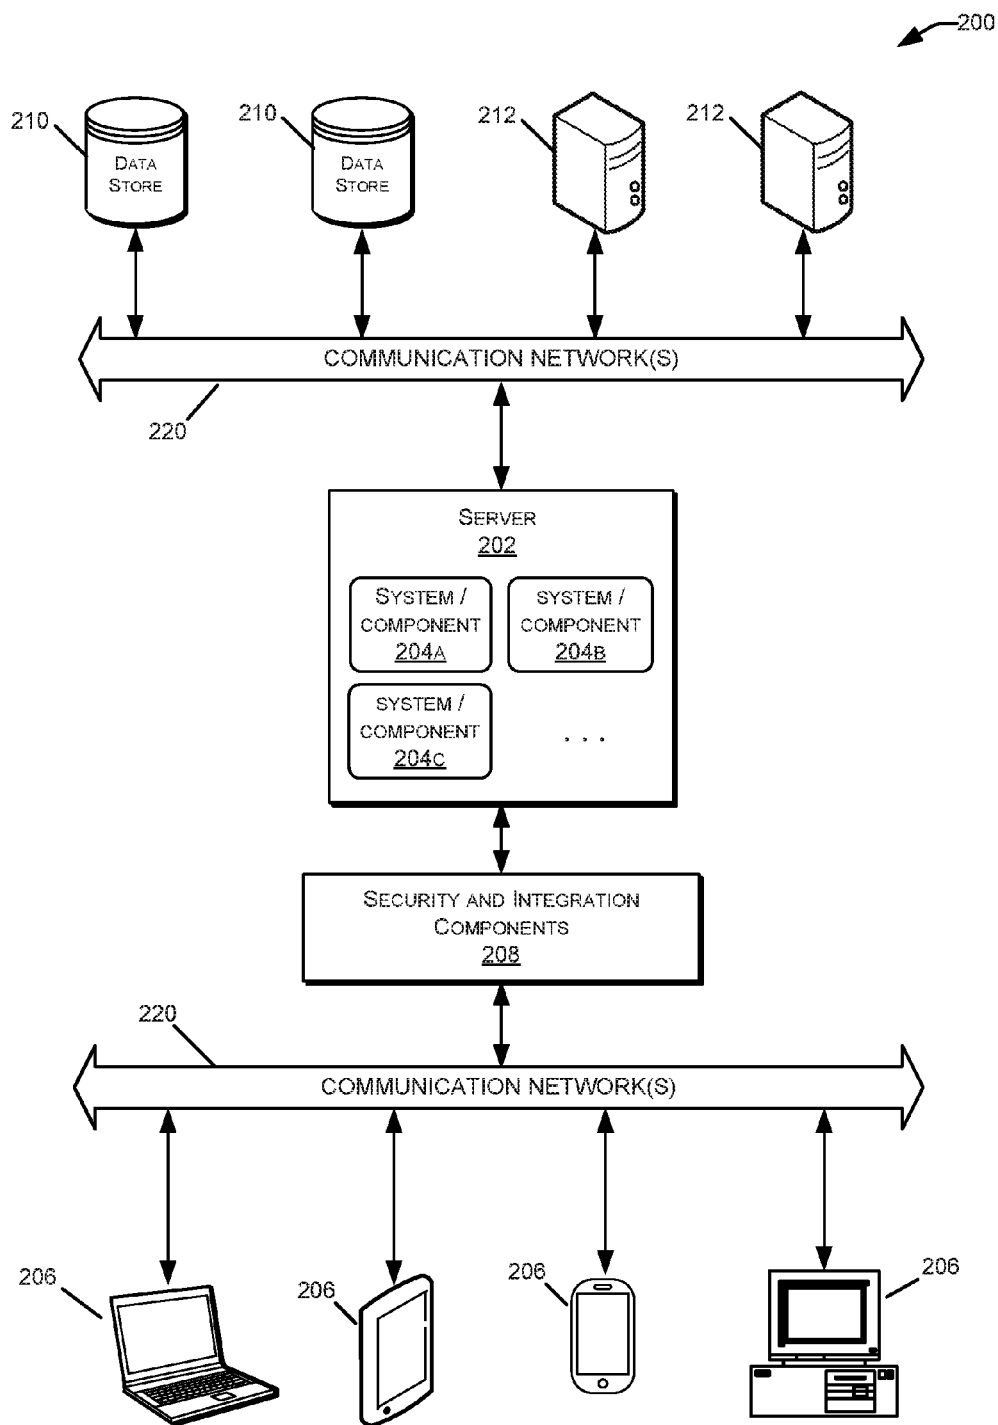 200
210
DATA
STORE
210
DATA
STORE
212
212
COMMUNICATION NETWORK(S)
220
SERVER
202
SYSTEM /
COMPONENT
204A
SYSTEM /
COMPONENT
204B
SYSTEM /
COMPONENT
204C
. . .
SECURITY AND INTEGRATION
COMPONENTS
208
220
COMMUNICATION NETWORK(S)
206
206
206
206